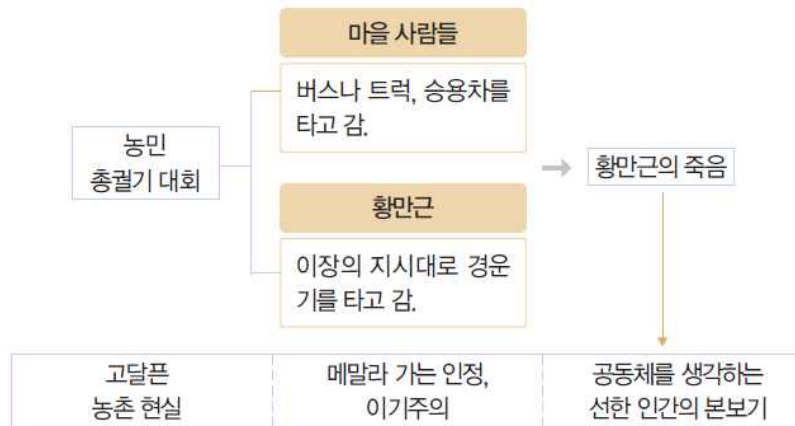 마을 사람들
버스나 트럭, 승용차를
타고 감.
농민
총궐기 대회
황만근의 죽음
황만근
이장의 지시대로 경운
기를 타고 감.
고달픈
농촌 현실
메말라 가는 인정,
이기주의
공동체를 생각하는
선한 인간의 본보기